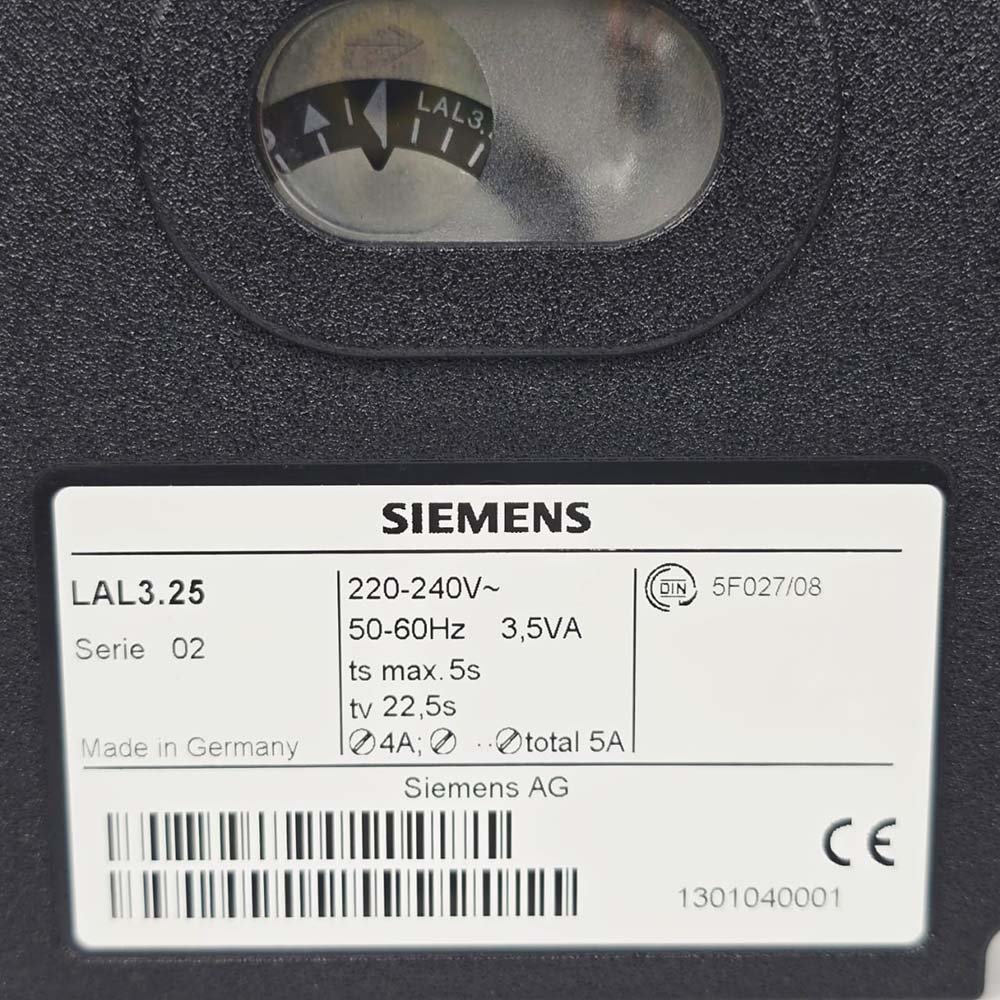 LAL3.
SIEMENS
LAL3.25
Serie 02
Made in Germany
220-240V~
50-60Hz 3,5VA
ts max. 5s
tv 22,5s
⊘4A; ⊘ ..⊘total 5A
DIN 5F027/08
Siemens AG
CE
1301040001